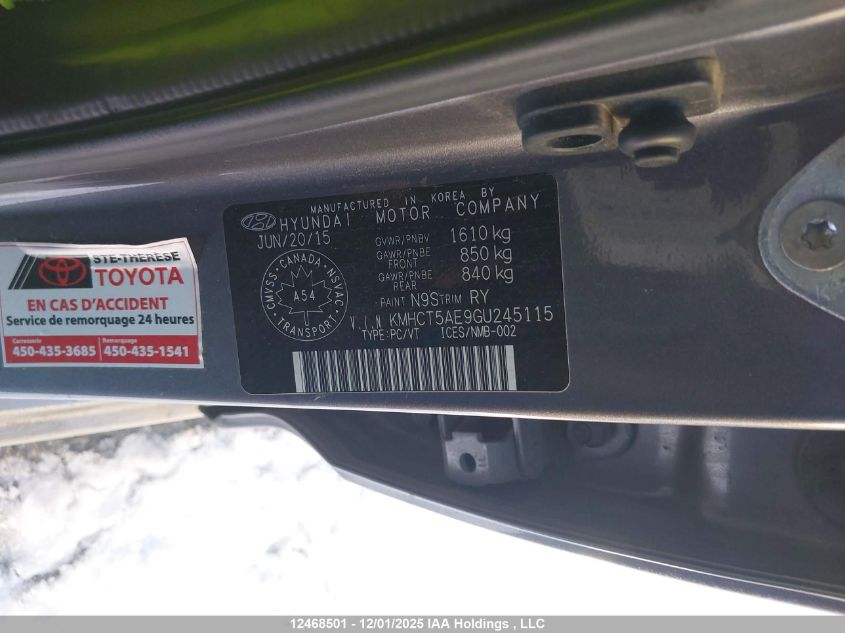 STE-THÉRÈSE
TOYOTA
EN CAS D'ACCIDENT
Service de remorquage 24 heures
Carrosserie Remorquage
450-435-3685 450-435-1541
MANUFACTURED IN KOREA BY
HYUNDAI MOTOR COMPANY
JUN/20/15
GVWR/PNBV 1610 kg
GAWR/PNBE FRONT 850 kg
GAWR/PNBE REAR 840 kg
PAINT N9S TRIM RY
V.I.N KMHCT5AE9GU245115
TYPE:PC/VT ICES/NMB-002
CMVSS · CANADA · NSVAC
A54
TRANSPORT
K
12468501 - 12/01/2025 IAA Holdings , LLC